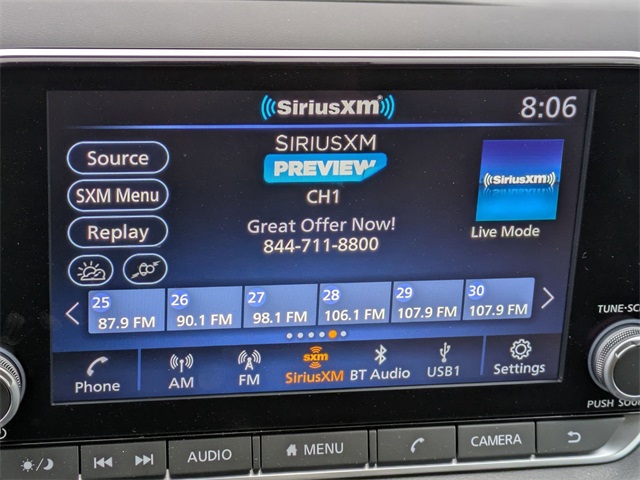 SiriusXM 8:06
SIRIUSXM
PREVIEW
CH1
Great Offer Now!
844-711-8800
Source
SXM Menu
Replay
SiriusXM
SiriusXM
Live Mode
25 26 27 28 29 30
87.9 FM 90.1 FM 98.1 FM 106.1 FM 107.9 FM 107.9 FM
sxm
Phone AM FM SiriusXM BT Audio USB1 Settings
TUNE·SC
PUSH SOU
AUDIO MENU CAMERA